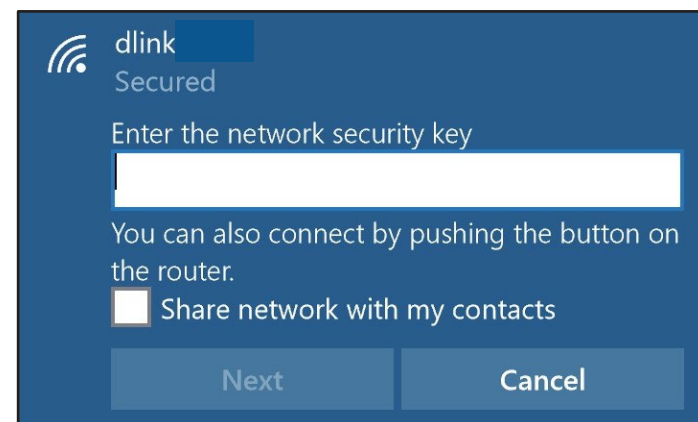 dlink
Secured
Enter the network security key
You can also connect by pushing the button on
the router.
Share network with my contacts
Next
Cancel